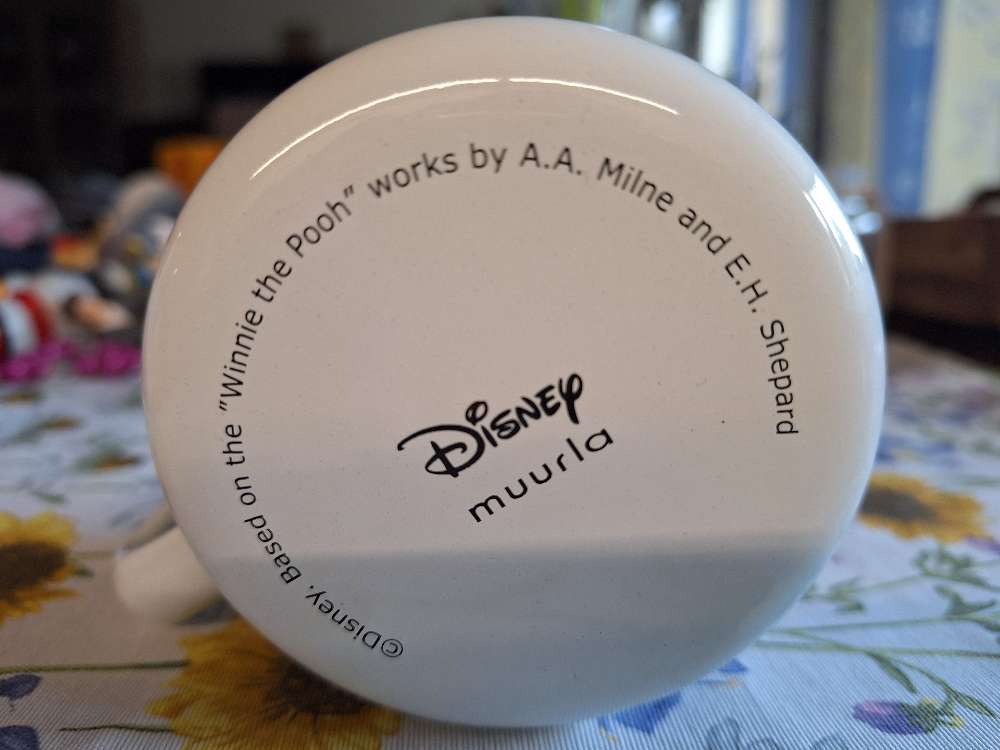 ©Disney. Based on the "Winnie the Pooh" works by A.A. Milne and E.H. Shepard
Disney
muurla